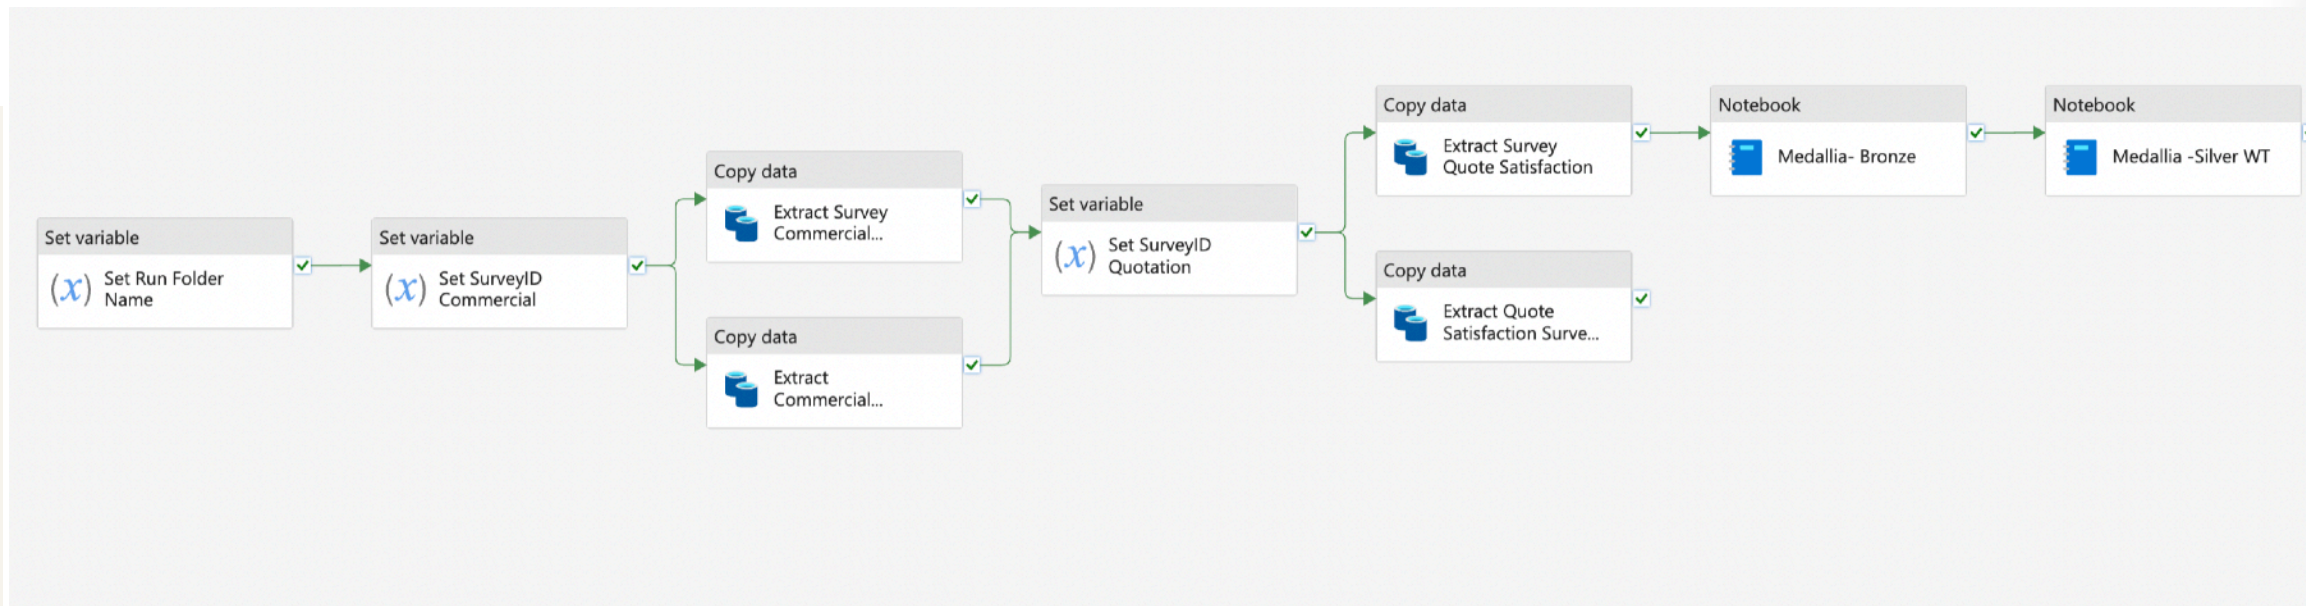 Set variable
(x)
Set Run Folder
Name
Set variable
(x)
Set SurveyID
Commercial
Copy data
Extract Survey
Commercial...
Copy data
Extract
Commercial...
Set variable
(x)
Set SurveyID
Quotation
Copy data
Extract Survey
Quote Satisfaction
Copy data
Extract Quote
Satisfaction Surve...
Notebook
Medallia- Bronze
Notebook
Medallia -Silver WT